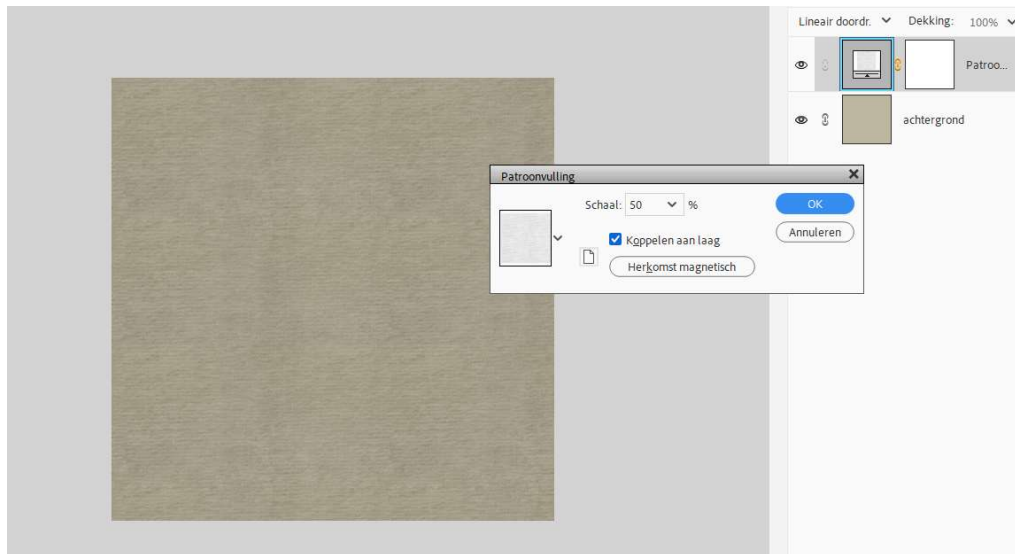 Lineair doordr. Dekking: 100%
Patroo...
achtergrond
Patroonvulling
Schaal: 50 %
OK
Koppelen aan laag
Annuleren
Herkomst magnetisch